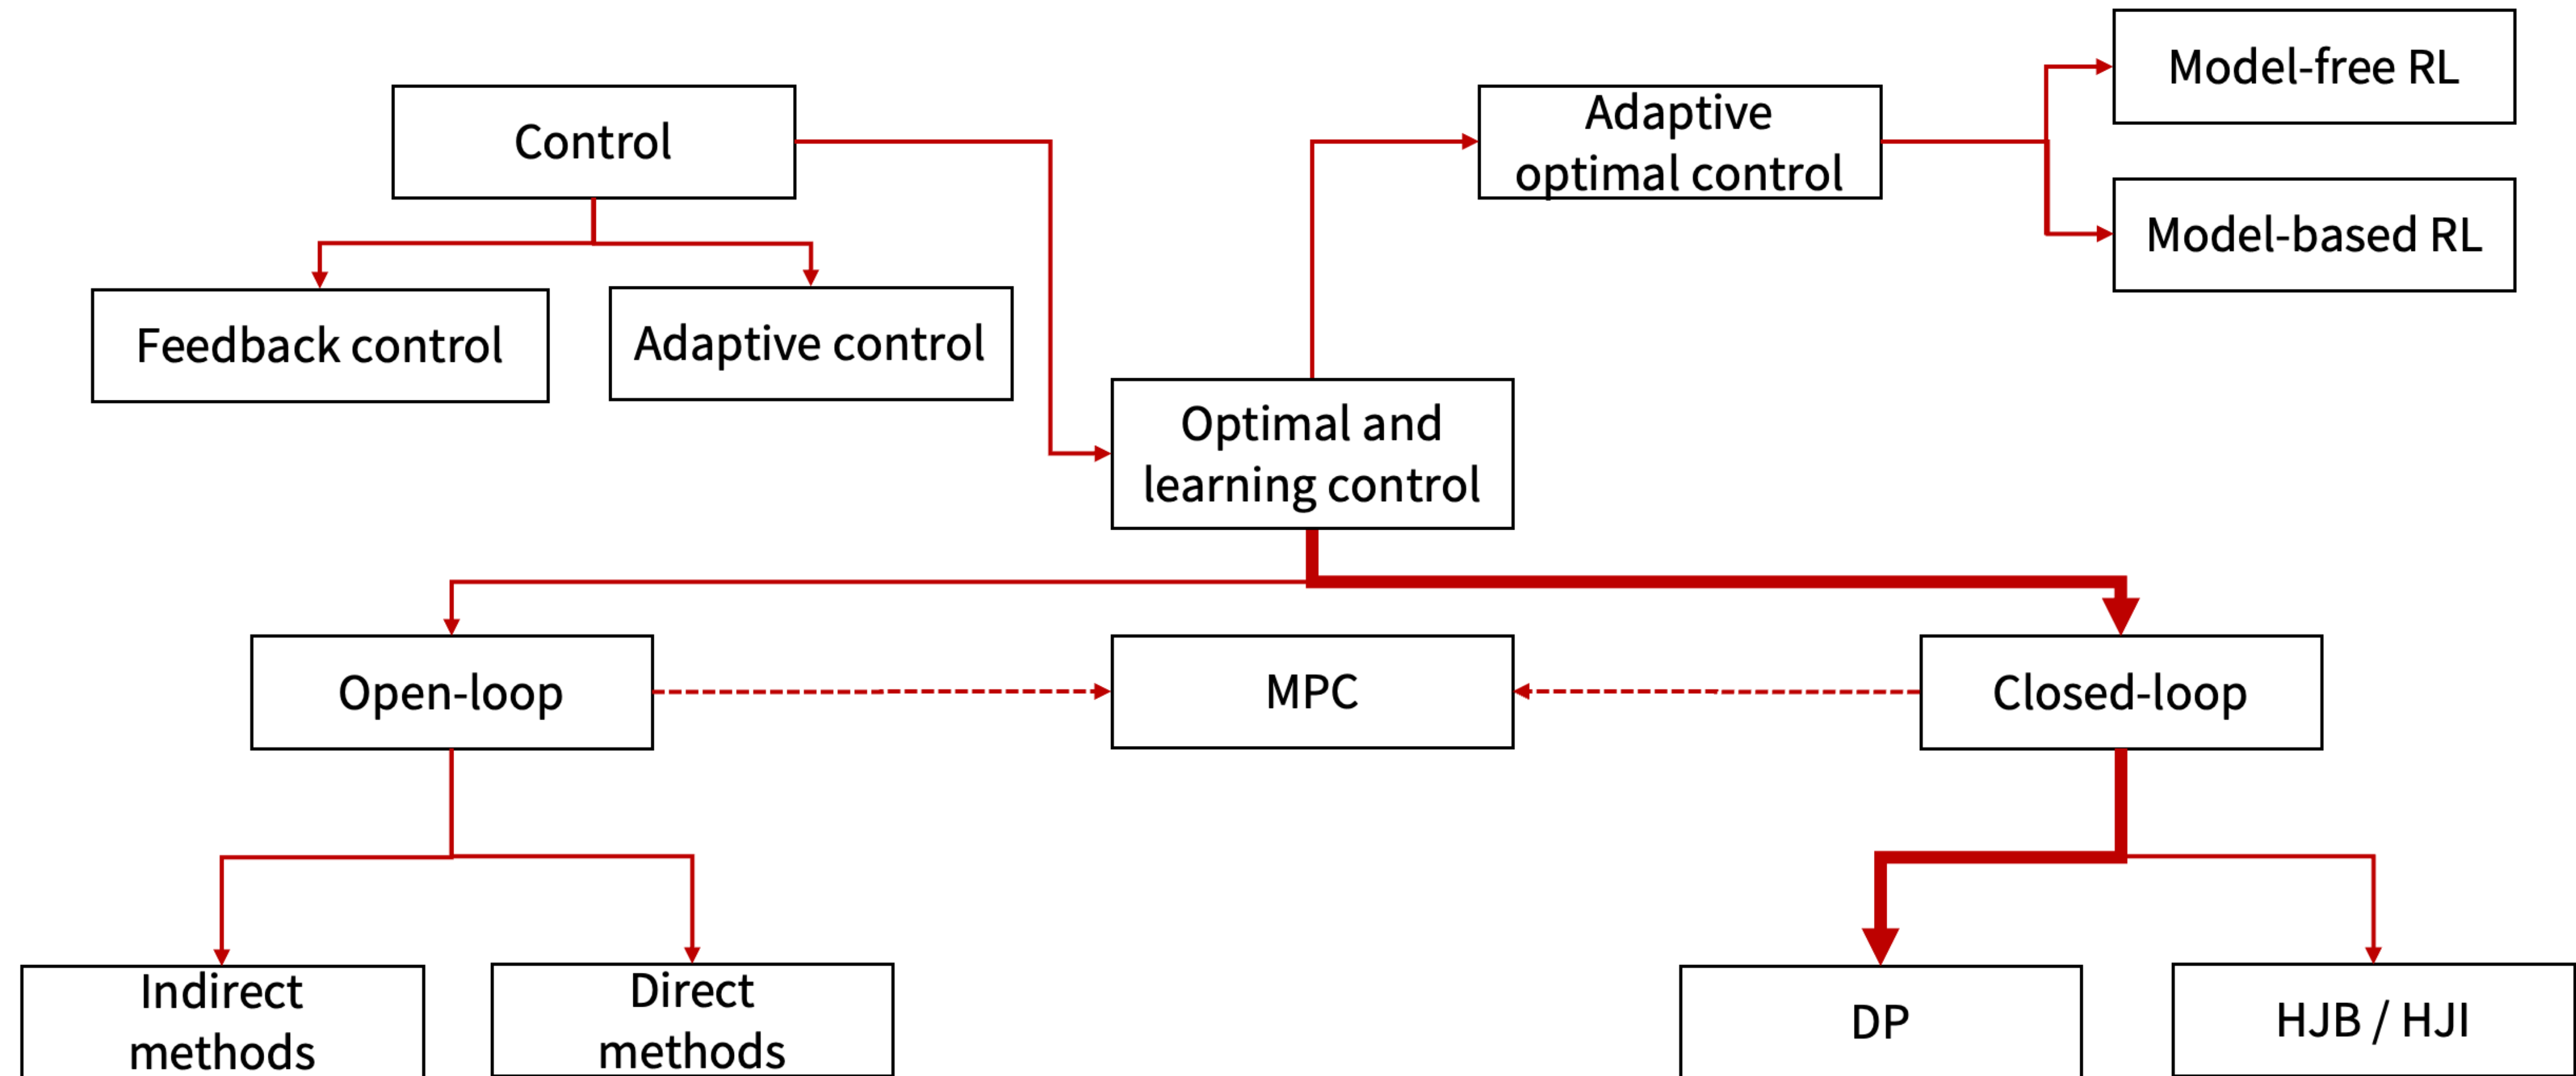 Model-free RL
Control
Adaptive
optimal control
Model-based RL
Feedback control
Adaptive control
Optimal and
learning control
Open-loop
MPC
Closed-loop
Indirect
methods
Direct
methods
DP
HJB / HJI